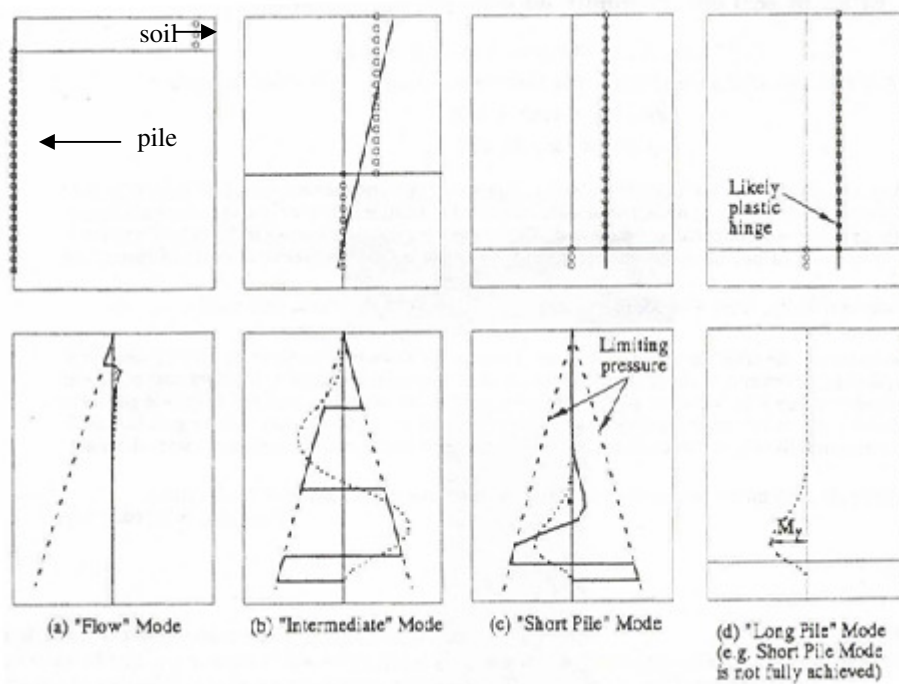 soil
pile
Likely
plastic
hinge
Limiting
pressure
My
(a) "Flow" Mode
(b) "Intermediate" Mode
(c) "Short Pile" Mode
(d) "Long Pile" Mode
(e.g. Short Pile Mode
is not fully achieved)